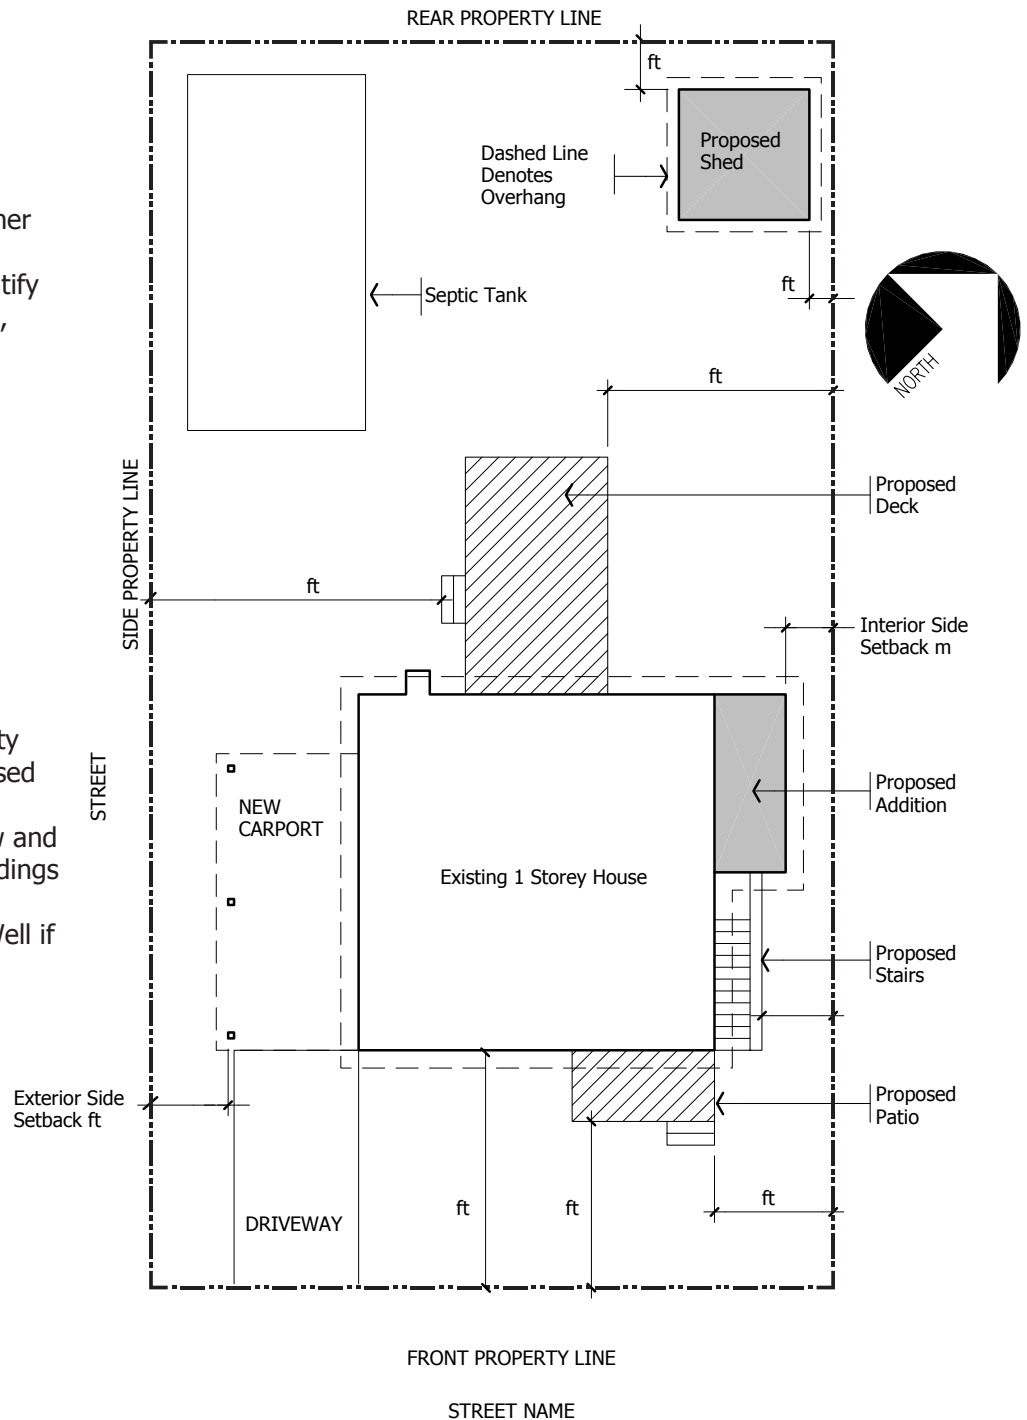 REAR PROPERTY LINE
ft
Proposed
Shed
Dashed Line
Denotes
Overhang
ner
tify
,
ft
Septic Tank
NORTH
ft
SIDE PROPERTY LINE
Proposed
Deck
ft
Interior Side
Setback m
ty
sed
STREET
NEW
CARPORT
Proposed
Addition
w and
dings
Existing 1 Storey House
Well if
Proposed
Stairs
Exterior Side
Setback ft
Proposed
Patio
ft
ft
ft
DRIVEWAY
FRONT PROPERTY LINE
STREET NAME